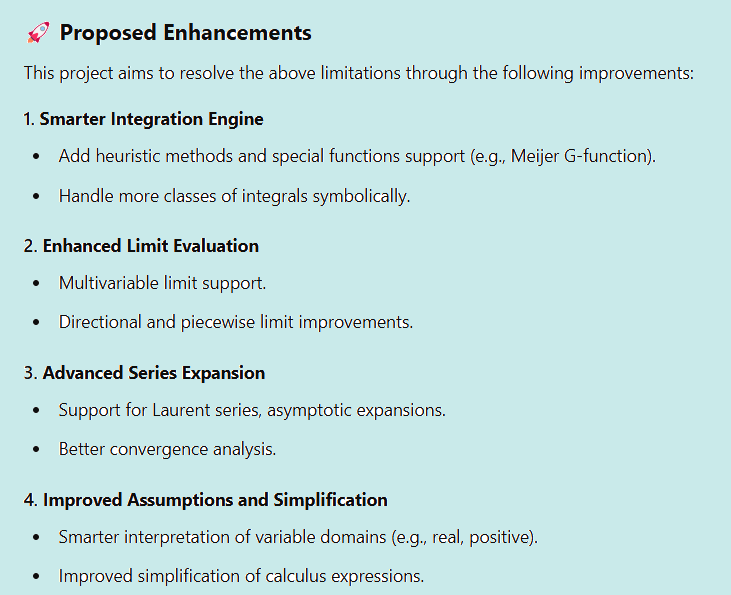 🚀 Proposed Enhancements
This project aims to resolve the above limitations through the following improvements:
1. Smarter Integration Engine
• Add heuristic methods and special functions support (e.g., Meijer G-function).
• Handle more classes of integrals symbolically.
2. Enhanced Limit Evaluation
• Multivariable limit support.
• Directional and piecewise limit improvements.
3. Advanced Series Expansion
• Support for Laurent series, asymptotic expansions.
• Better convergence analysis.
4. Improved Assumptions and Simplification
• Smarter interpretation of variable domains (e.g., real, positive).
• Improved simplification of calculus expressions.